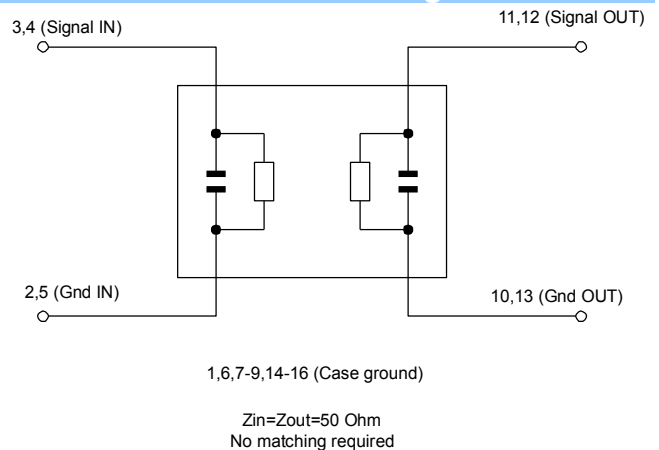 3,4 (Signal IN)
11,12 (Signal OUT)
2,5 (Gnd IN)
10,13 (Gnd OUT)
1,6,7-9,14-16 (Case ground)
Zin=Zout=50 Ohm
No matching required